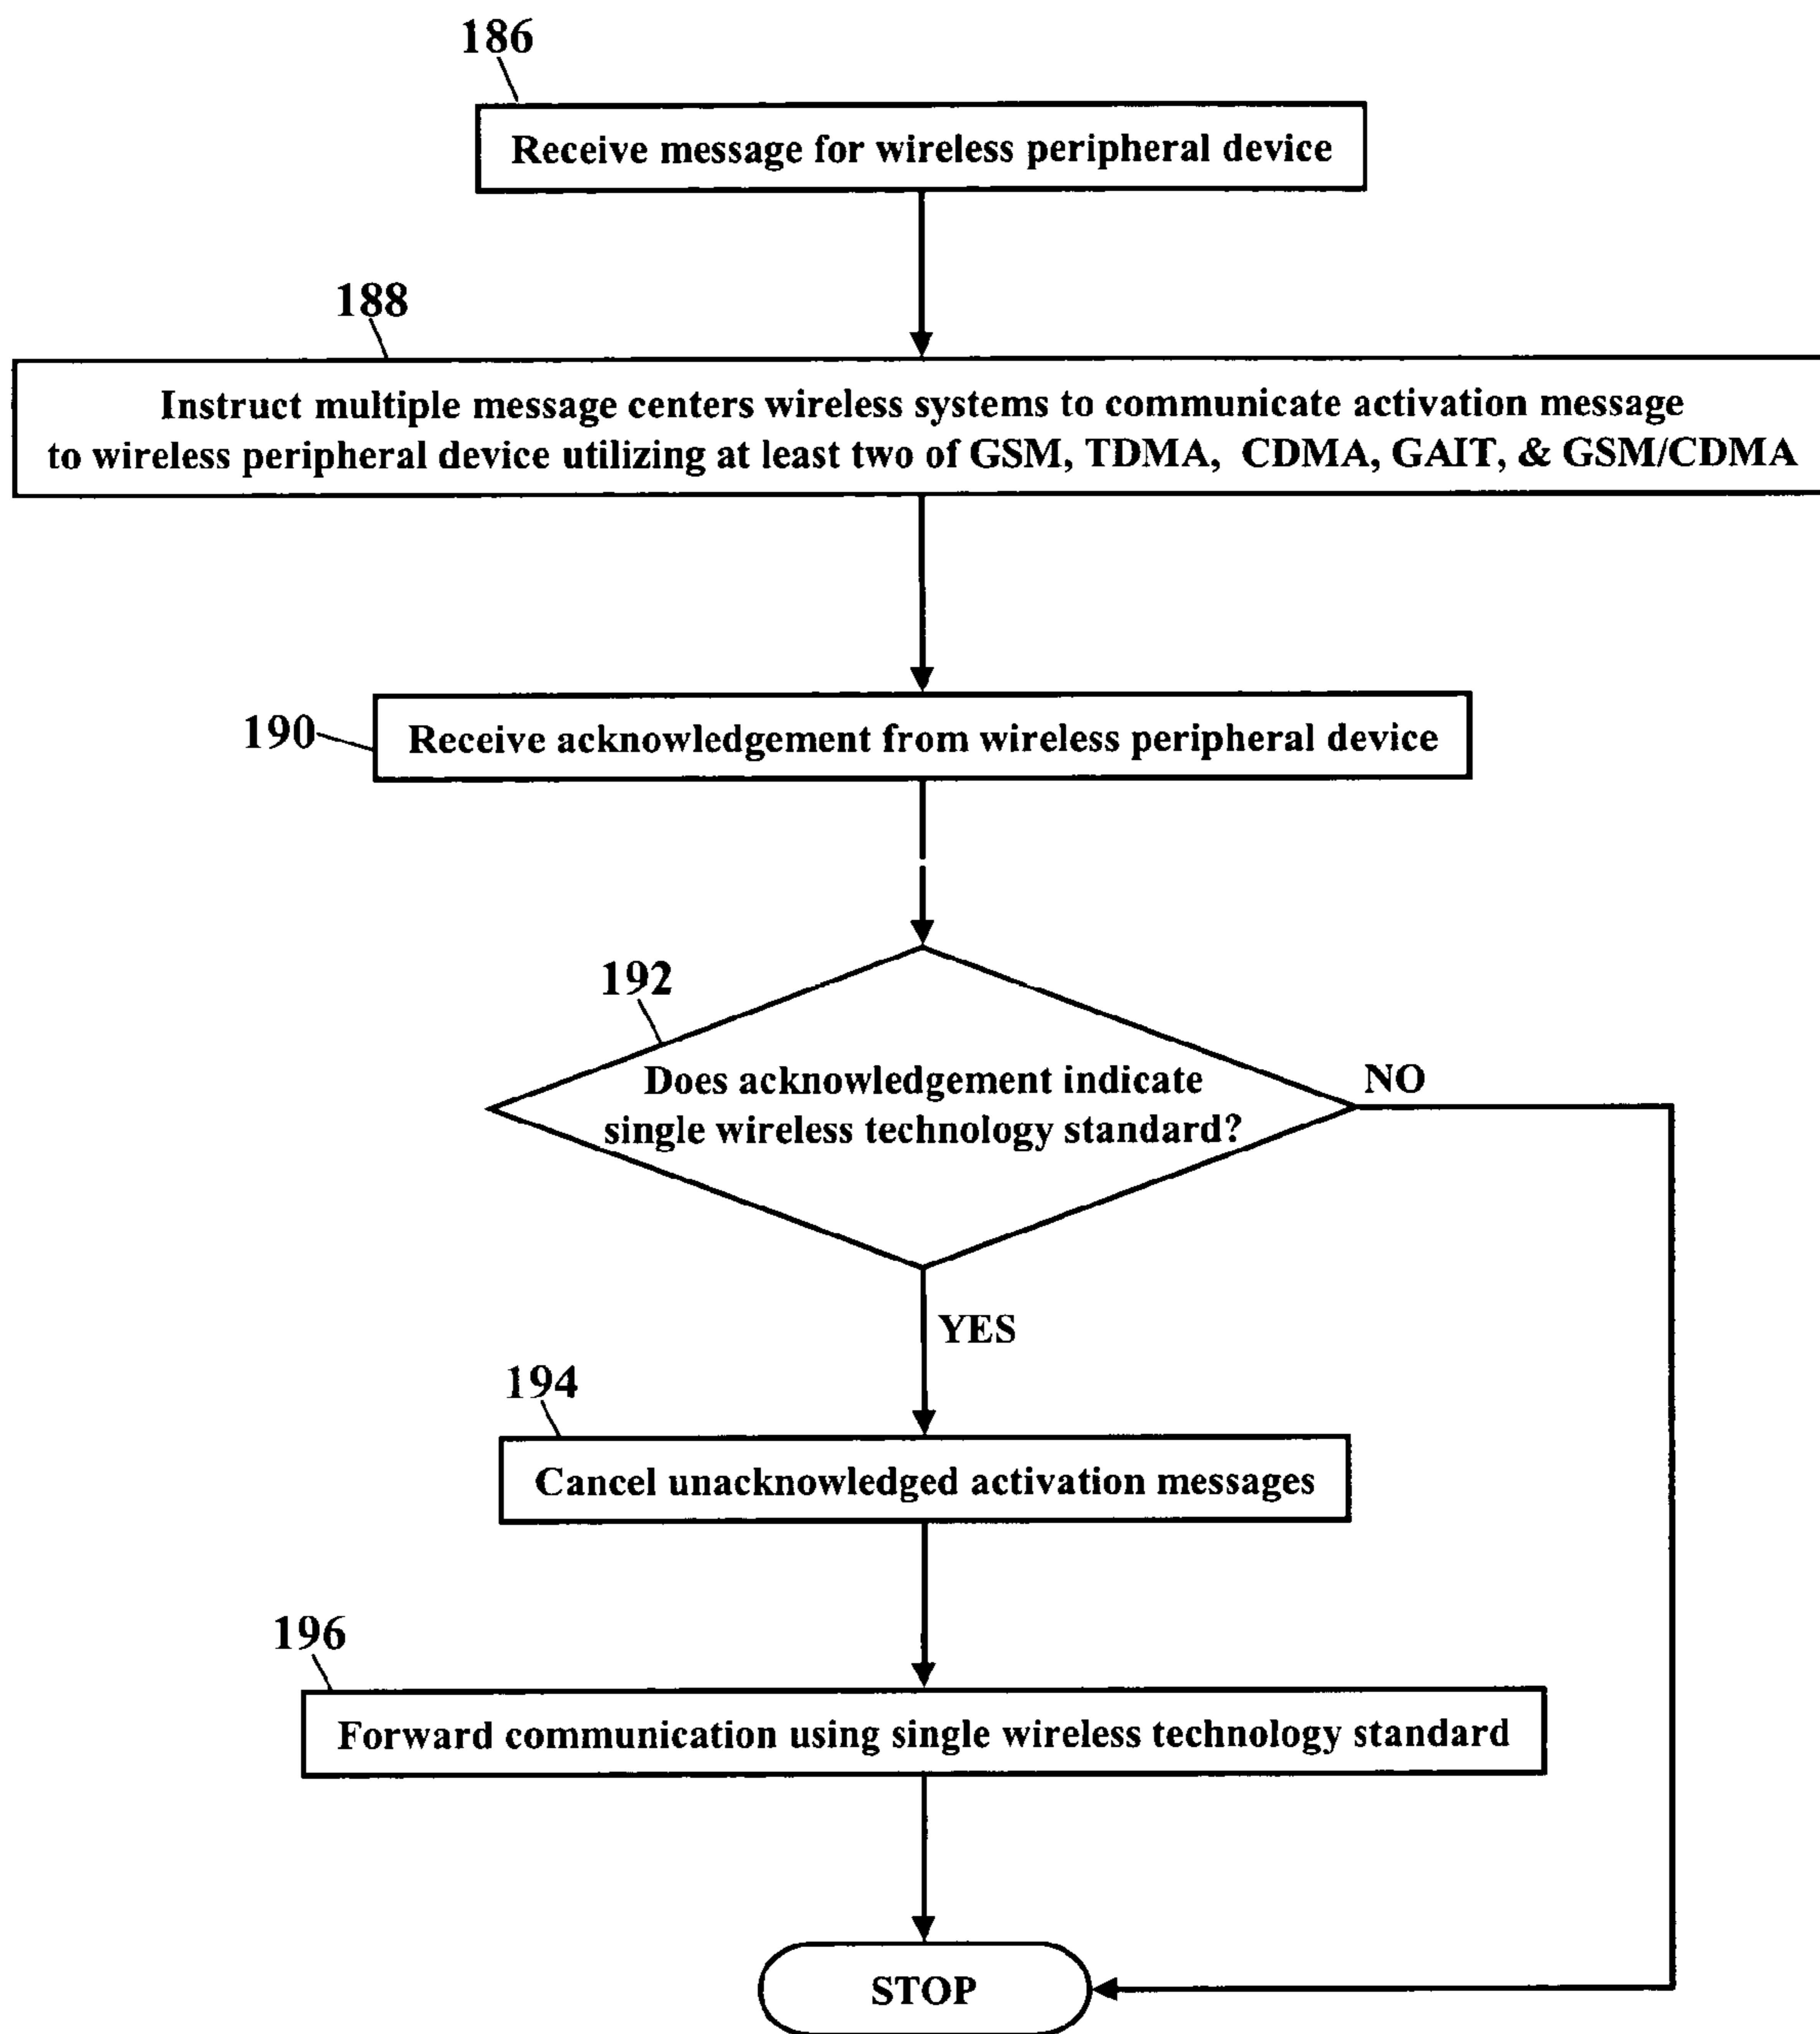 186
Receive message for wireless peripheral device
188
Instruct multiple message centers wireless systems to communicate activation message
to wireless peripheral device utilizing at least two of GSM, TDMA, CDMA, GAIT, & GSM/CDMA
190
Receive acknowledgement from wireless peripheral device
192
Does acknowledgement indicate
single wireless technology standard?
NO
YES
194
Cancel unacknowledged activation messages
196
Forward communication using single wireless technology standard
STOP